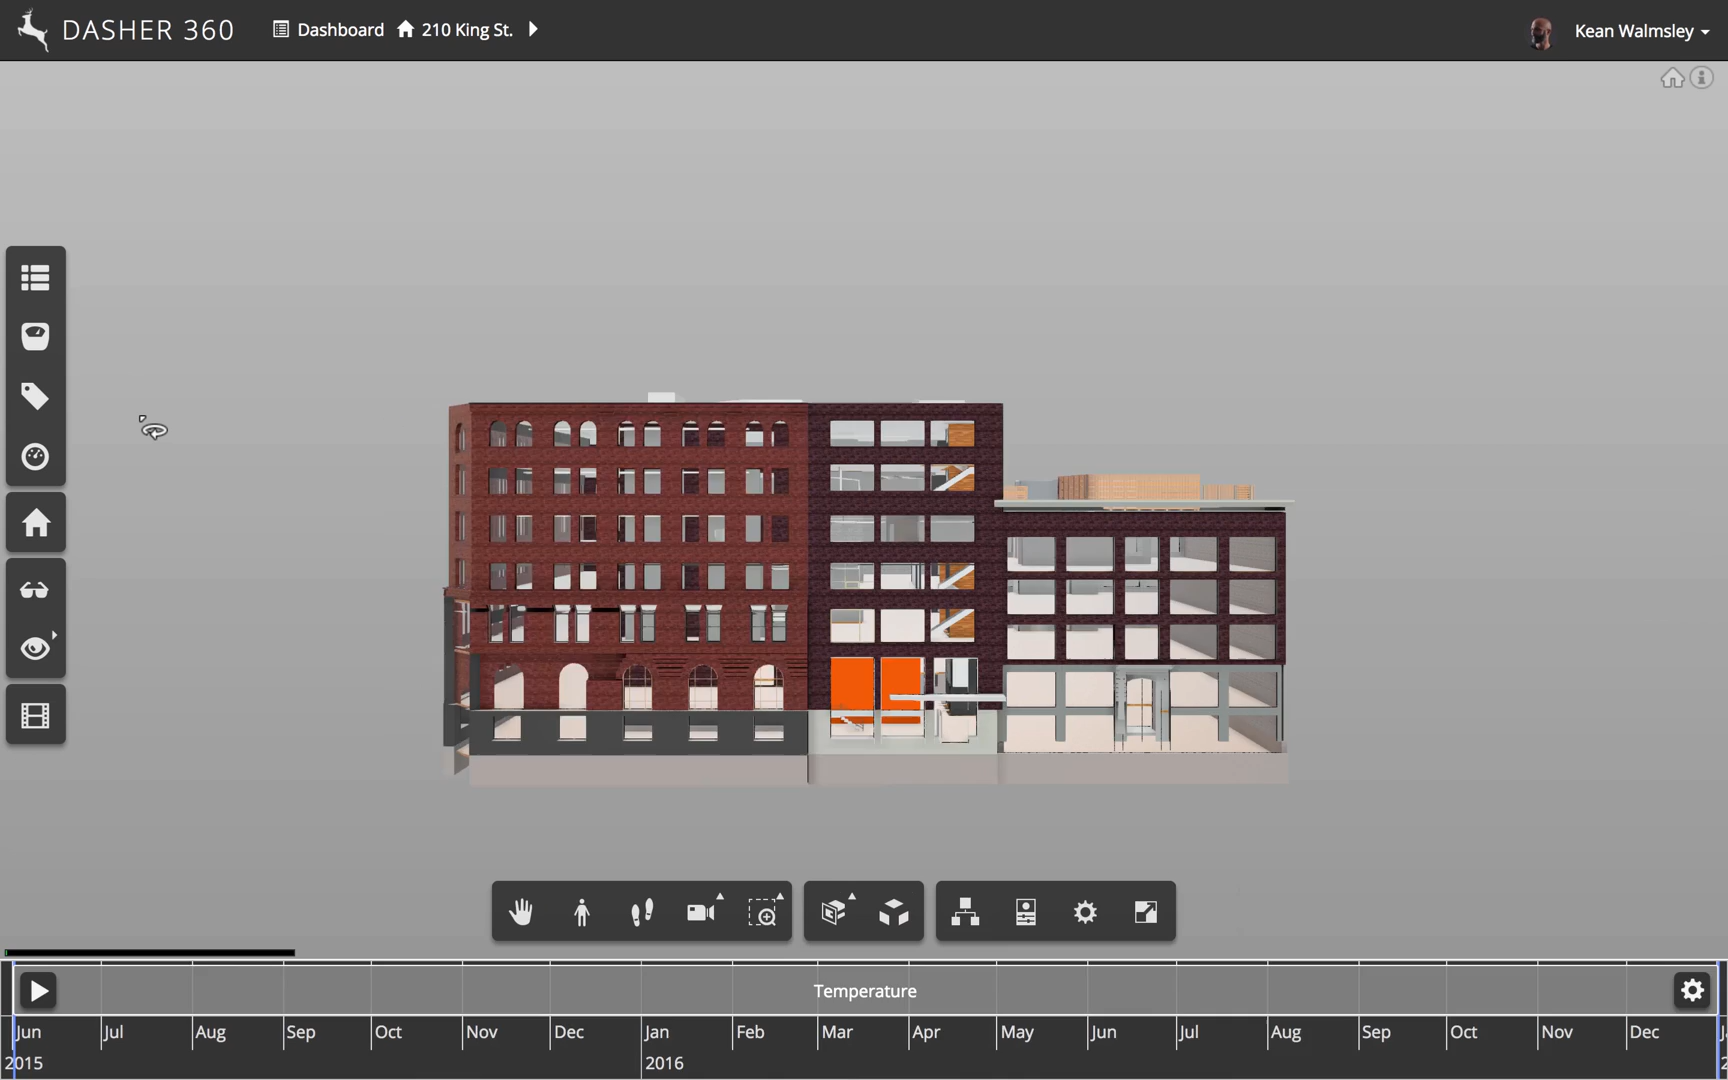 DASHER 360 Dashboard 210 King St. Kean Walmsley
Temperature
Jun Jul Aug Sep Oct Nov Dec Jan Feb Mar Apr May Jun Jul Aug Sep Oct Nov Dec
2015 2016